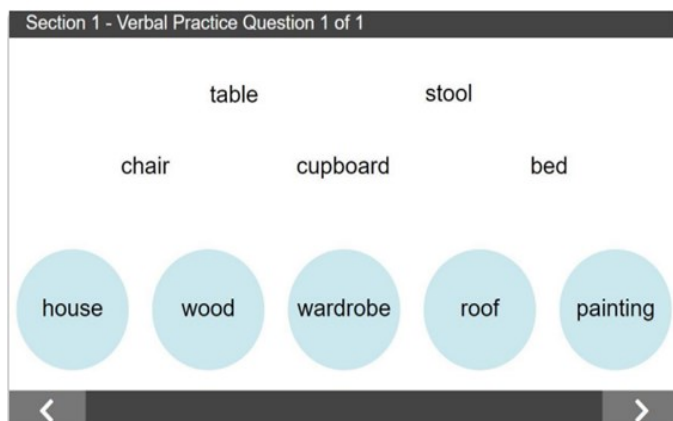 Section 1 - Verbal Practice Question 1 of 1
table stool
chair cupboard bed
house wood wardrobe roof painting